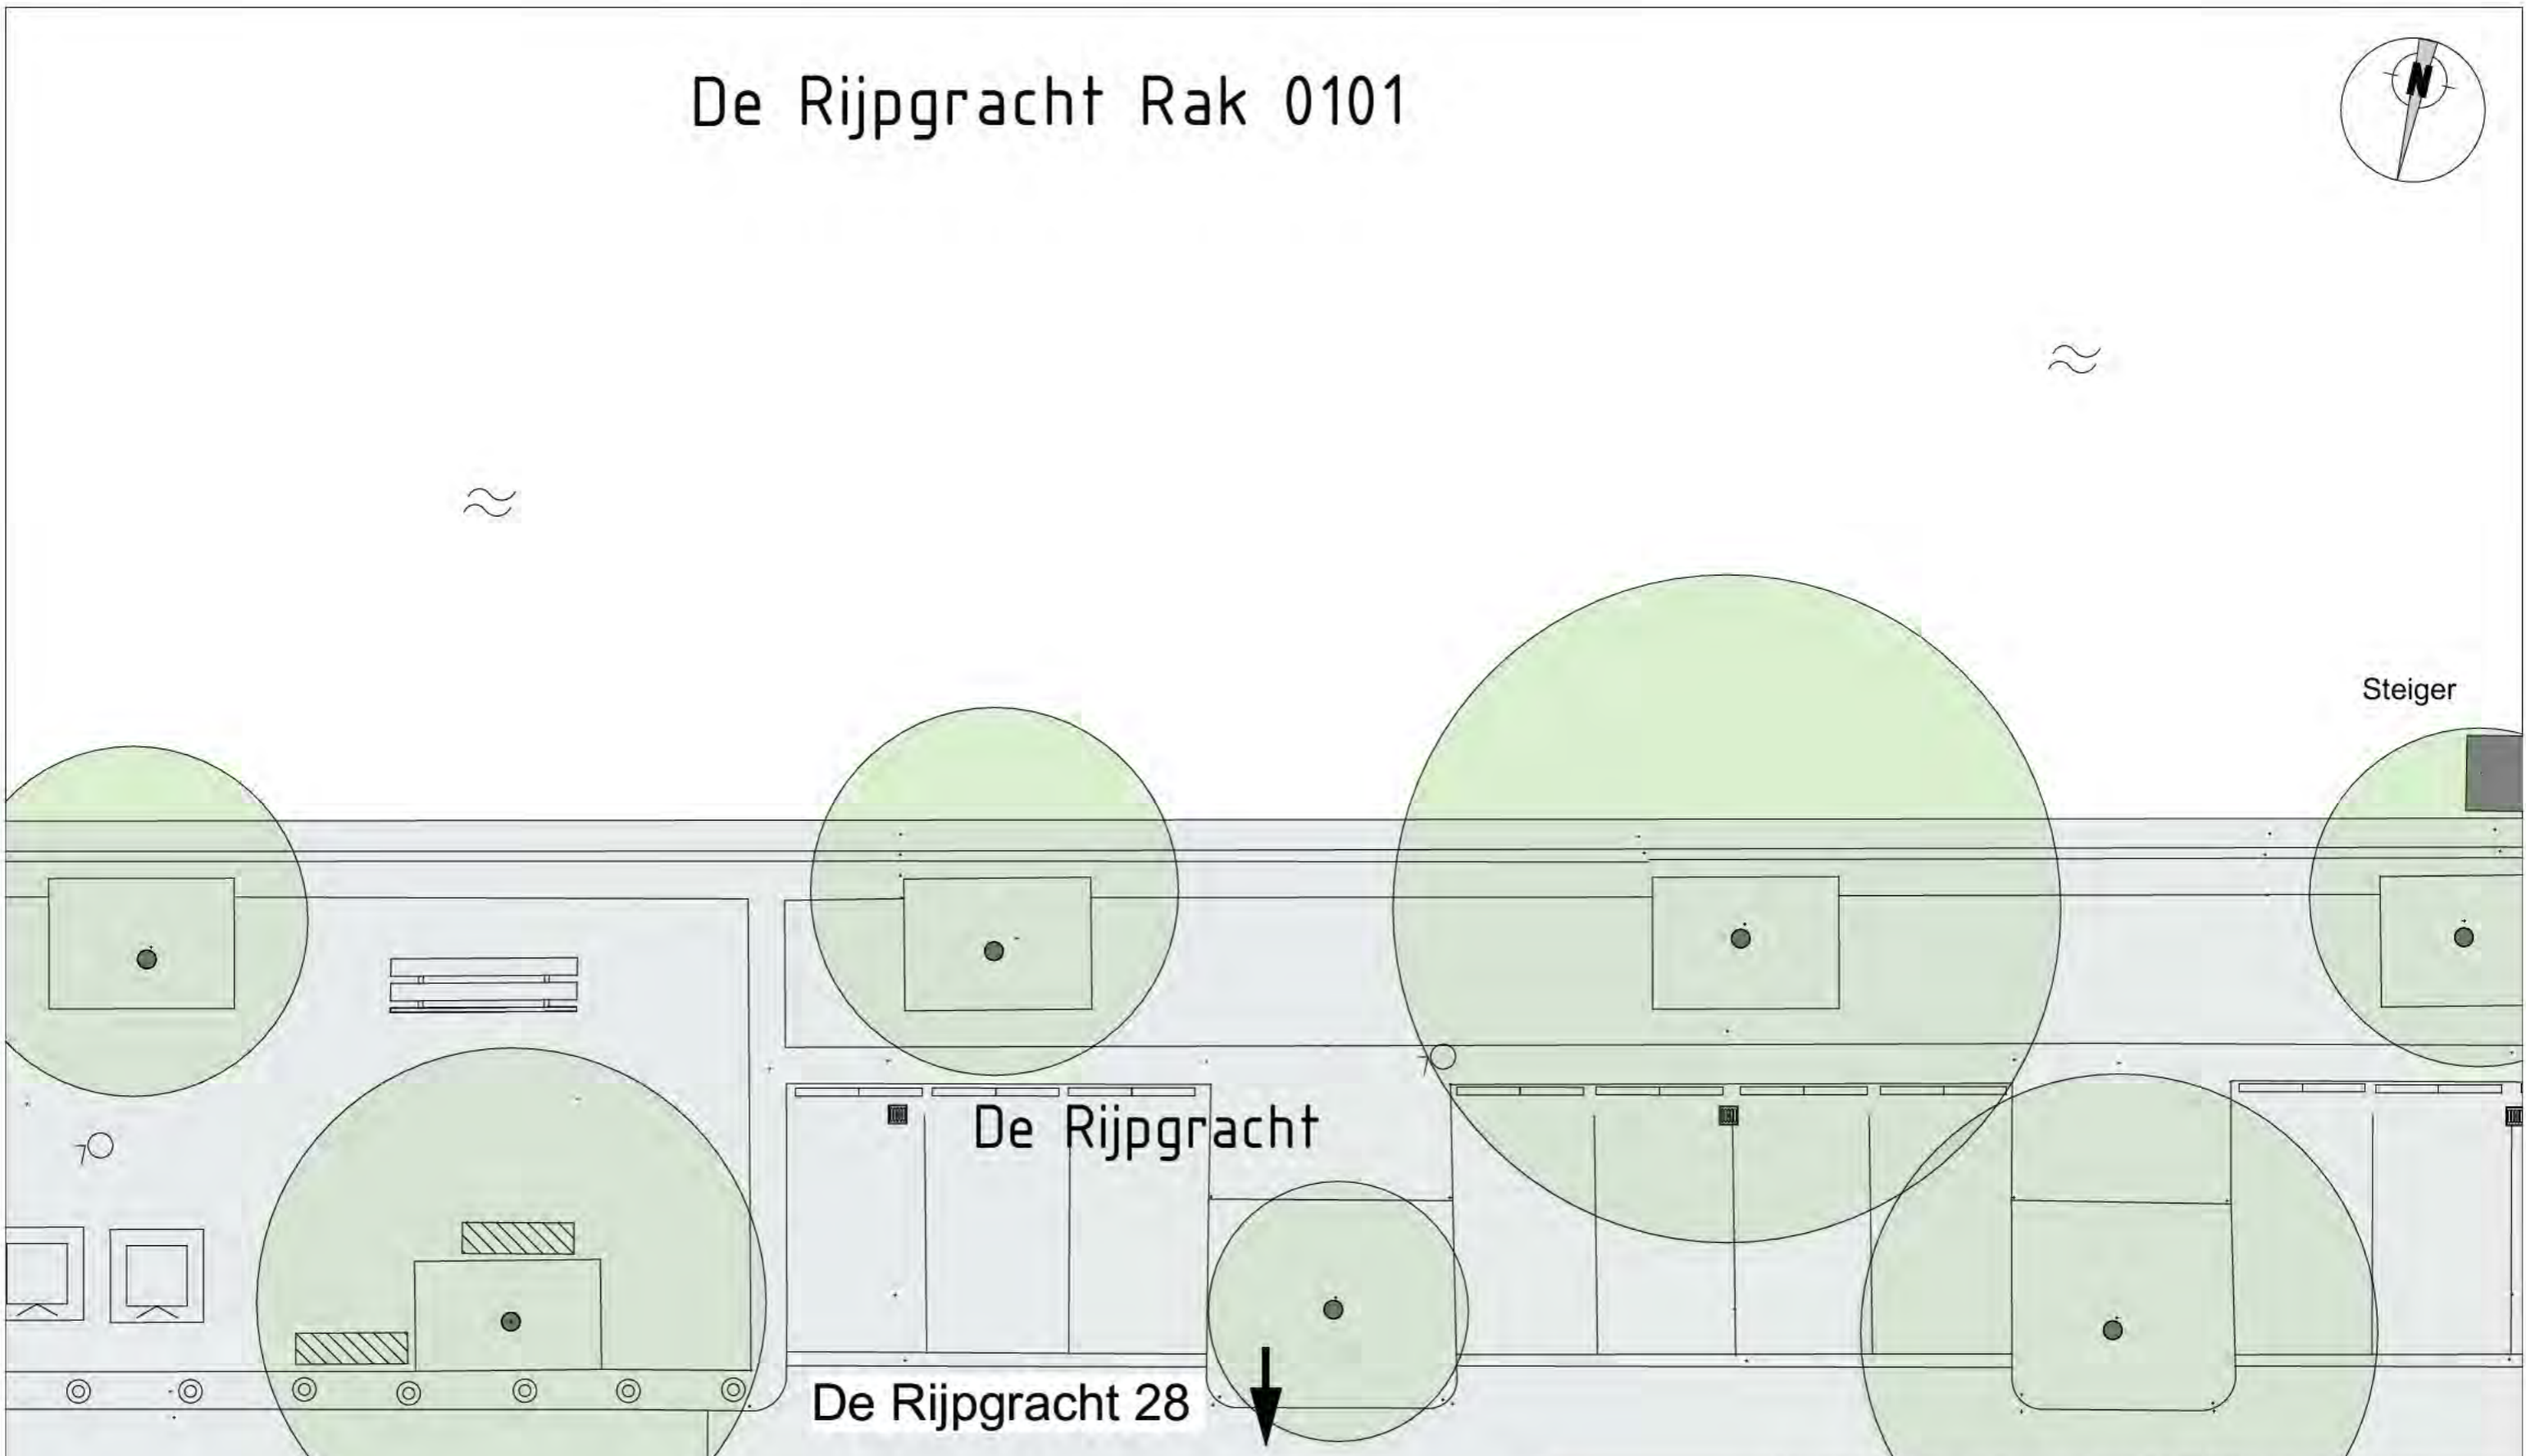 De Rijpgracht Rak 0101
N
Steiger
De Rijpgracht
De Rijpgracht 28